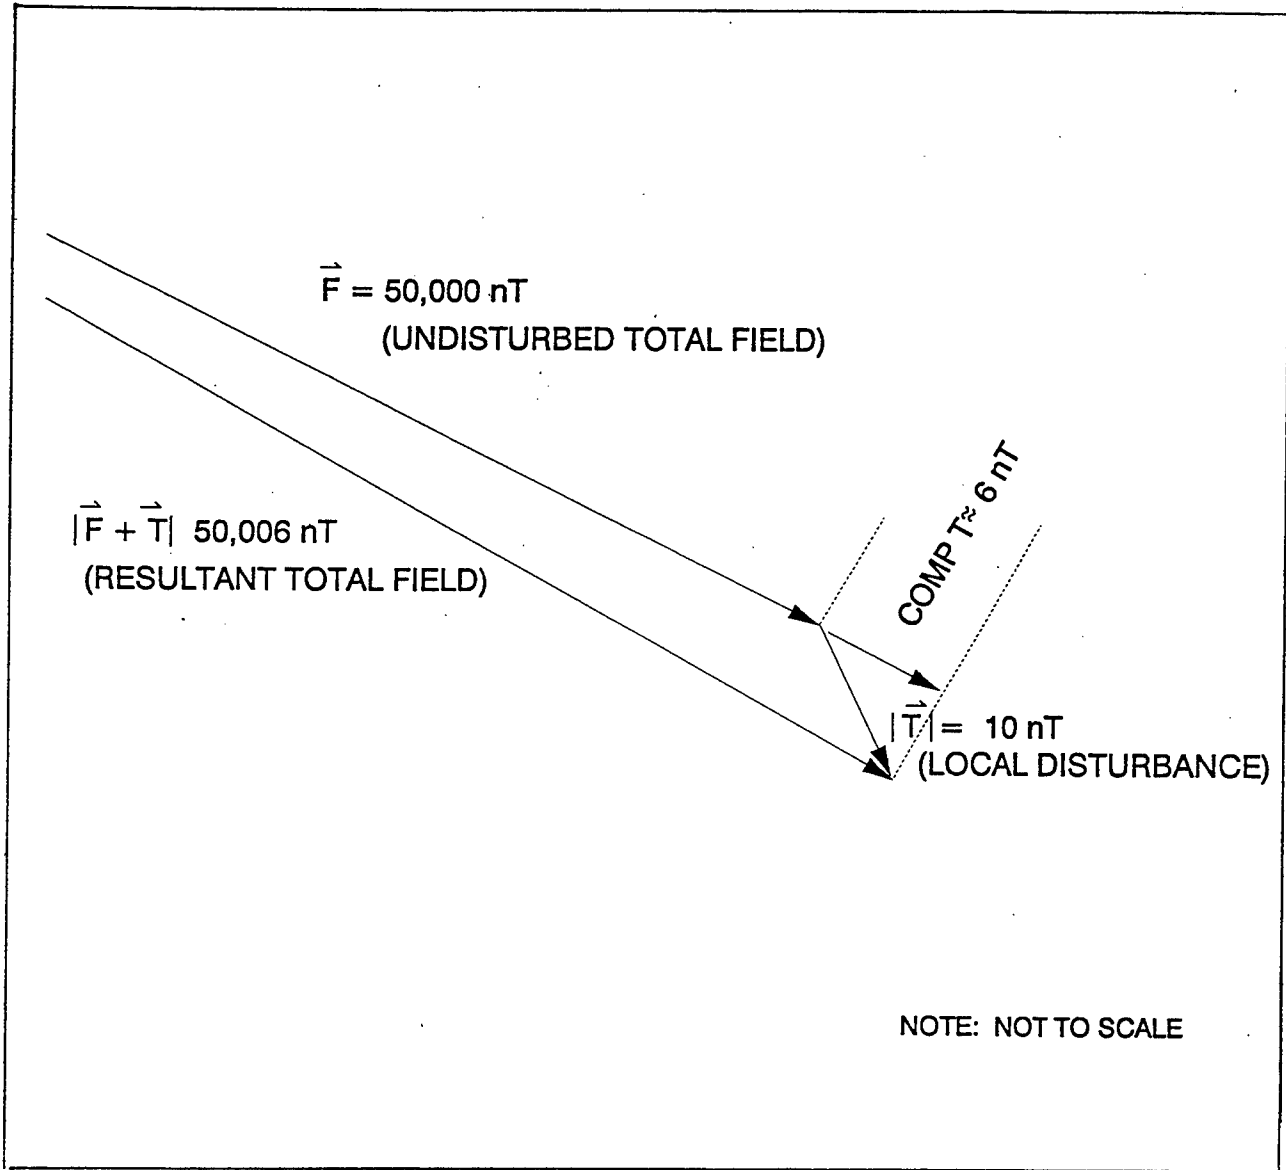 F⃗ = 50,000 nT
(UNDISTURBED TOTAL FIELD)
COMP T ≈ 6 nT
|F⃗ + T⃗| 50,006 nT
(RESULTANT TOTAL FIELD)
|T⃗| = 10 nT
(LOCAL DISTURBANCE)
NOTE: NOT TO SCALE